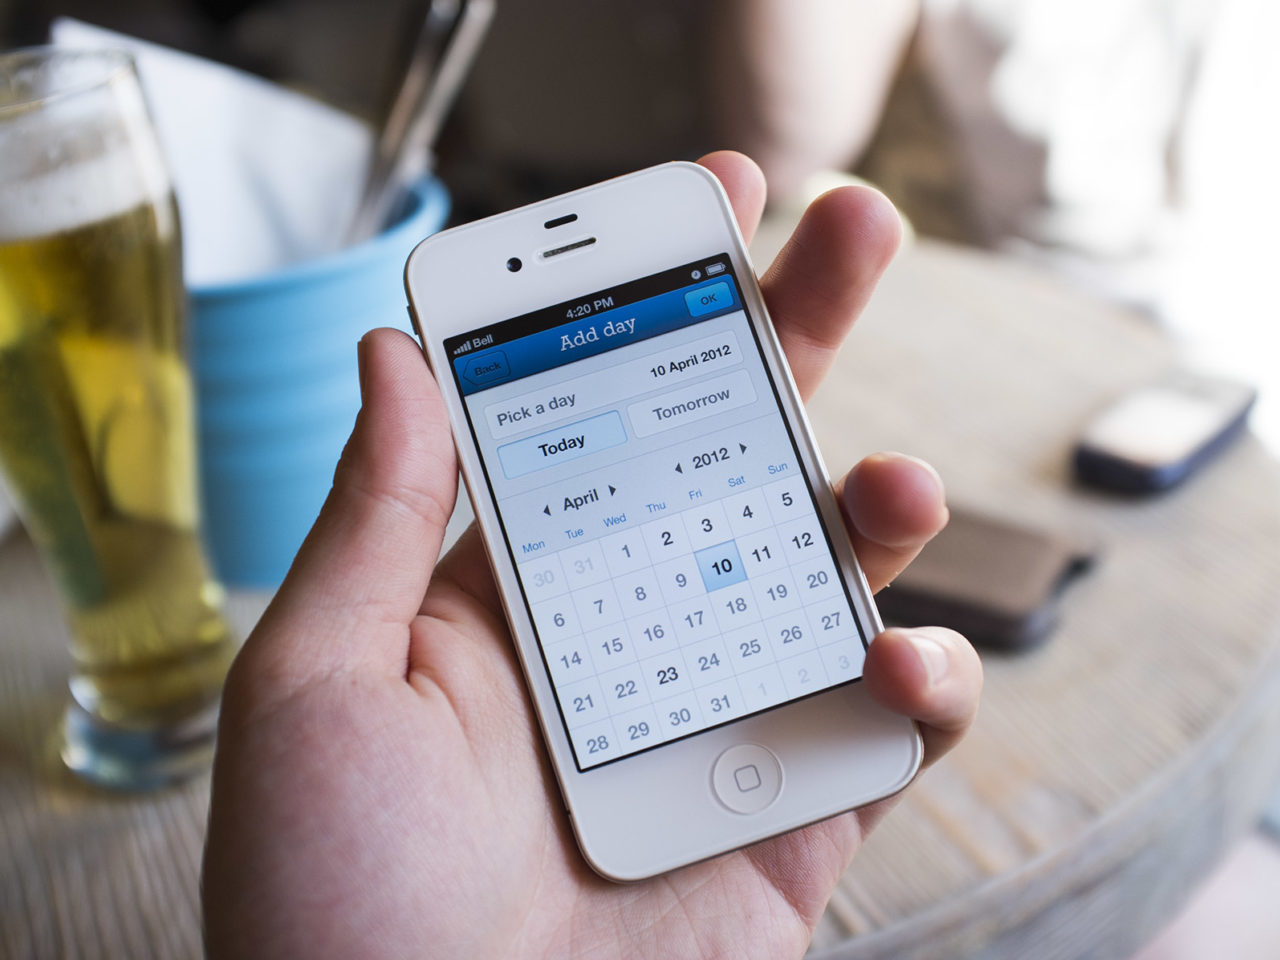 Bell 4:20 PM
Back Add day OK
Pick a day 10 April 2012
Today Tomorrow
April 2012
Mon Tue Wed Thu Fri Sat Sun
30 31 1 2 3 4 5
6 7 8 9 10 11 12
14 15 16 17 18 19 20
21 22 23 24 25 26 27
28 29 30 31 1 2 3